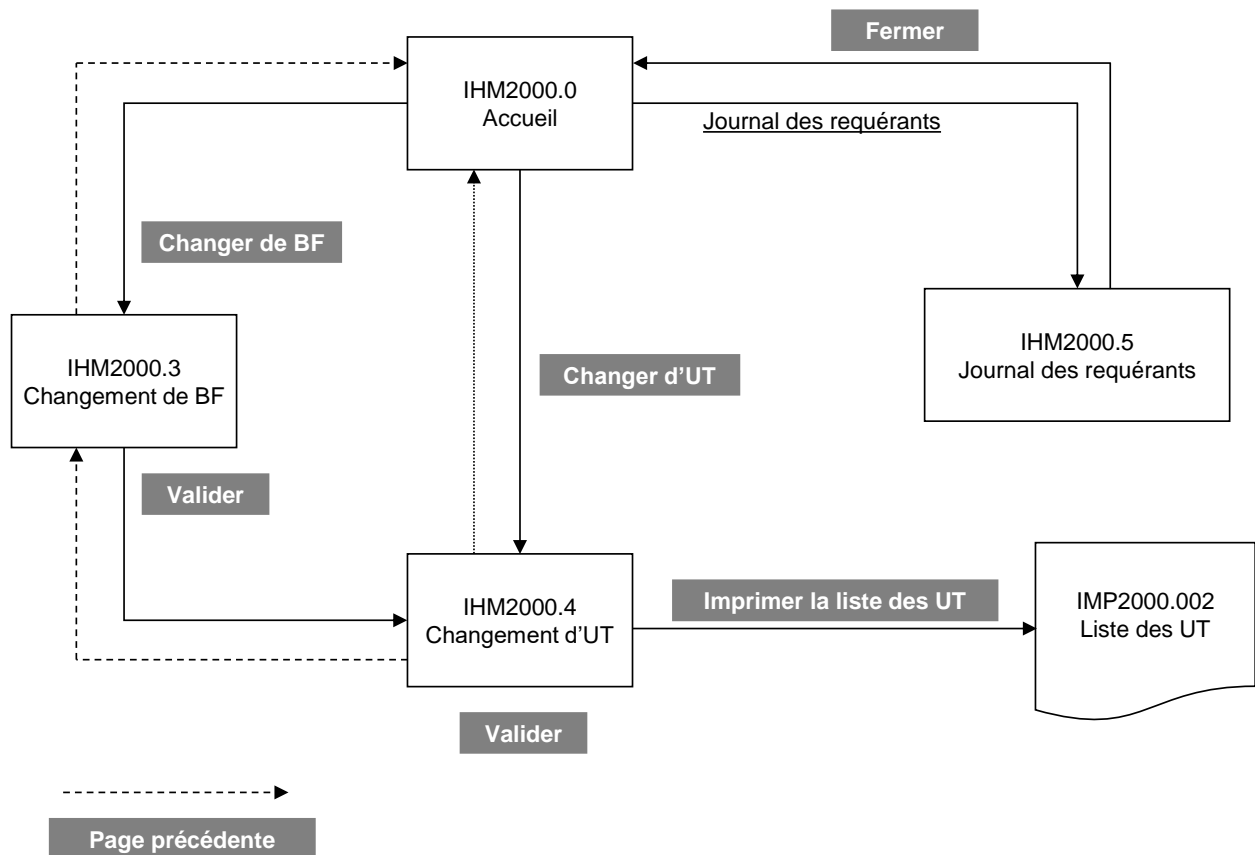 Fermer
IHM2000.0
Accueil
Journal des requérants
Changer de BF
IHM2000.3
Changement de BF
Changer d’UT
IHM2000.5
Journal des requérants
Valider
IHM2000.4
Changement d’UT
Imprimer la liste des UT
IMP2000.002
Liste des UT
Valider
Page précédente